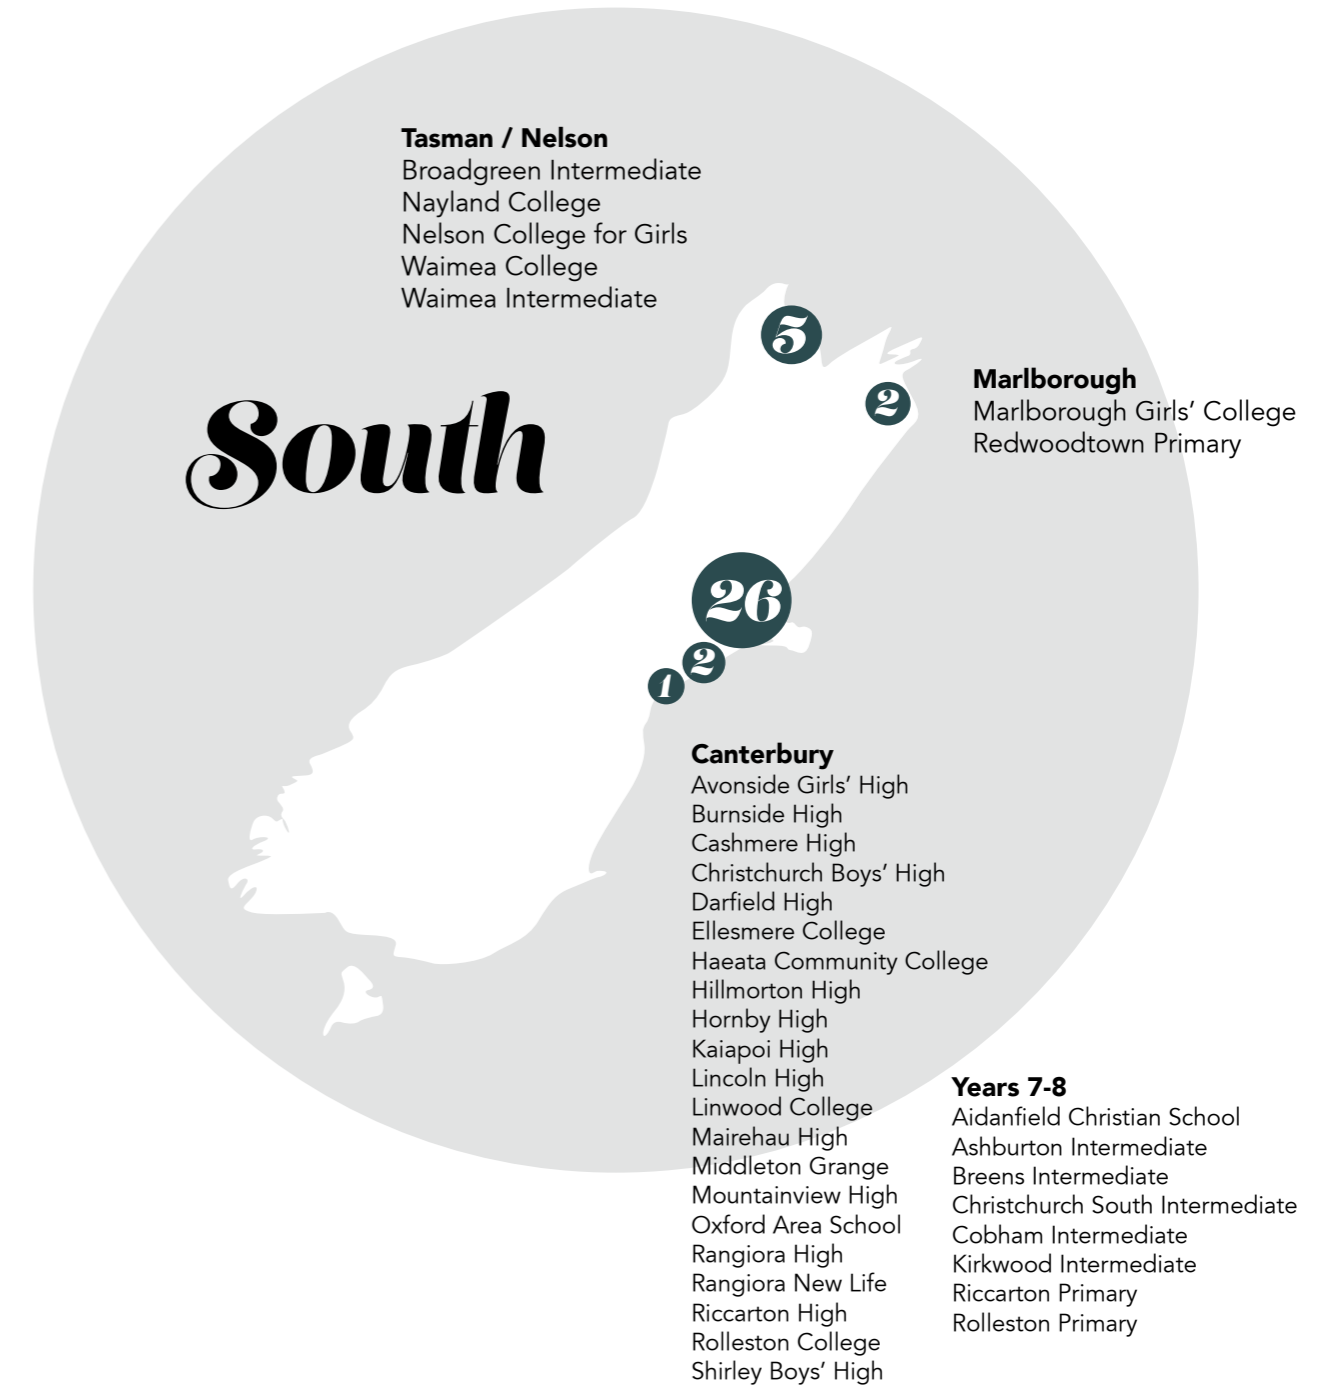 Tasman / Nelson
Broadgreen Intermediate
Nayland College
Nelson College for Girls
Waimea College
Waimea Intermediate
5
2
Marlborough
Marlborough Girls’ College
Redwoodtown Primary
South
26
2
1
Canterbury
Avonside Girls’ High
Burnside High
Cashmere High
Christchurch Boys’ High
Darfield High
Ellesmere College
Haeata Community College
Hillmorton High
Hornby High
Kaiapoi High
Lincoln High
Linwood College
Mairehau High
Middleton Grange
Mountainview High
Oxford Area School
Rangiora High
Rangiora New Life
Riccarton High
Rolleston College
Shirley Boys’ High
Years 7-8
Aidanfield Christian School
Ashburton Intermediate
Breens Intermediate
Christchurch South Intermediate
Cobham Intermediate
Kirkwood Intermediate
Riccarton Primary
Rolleston Primary